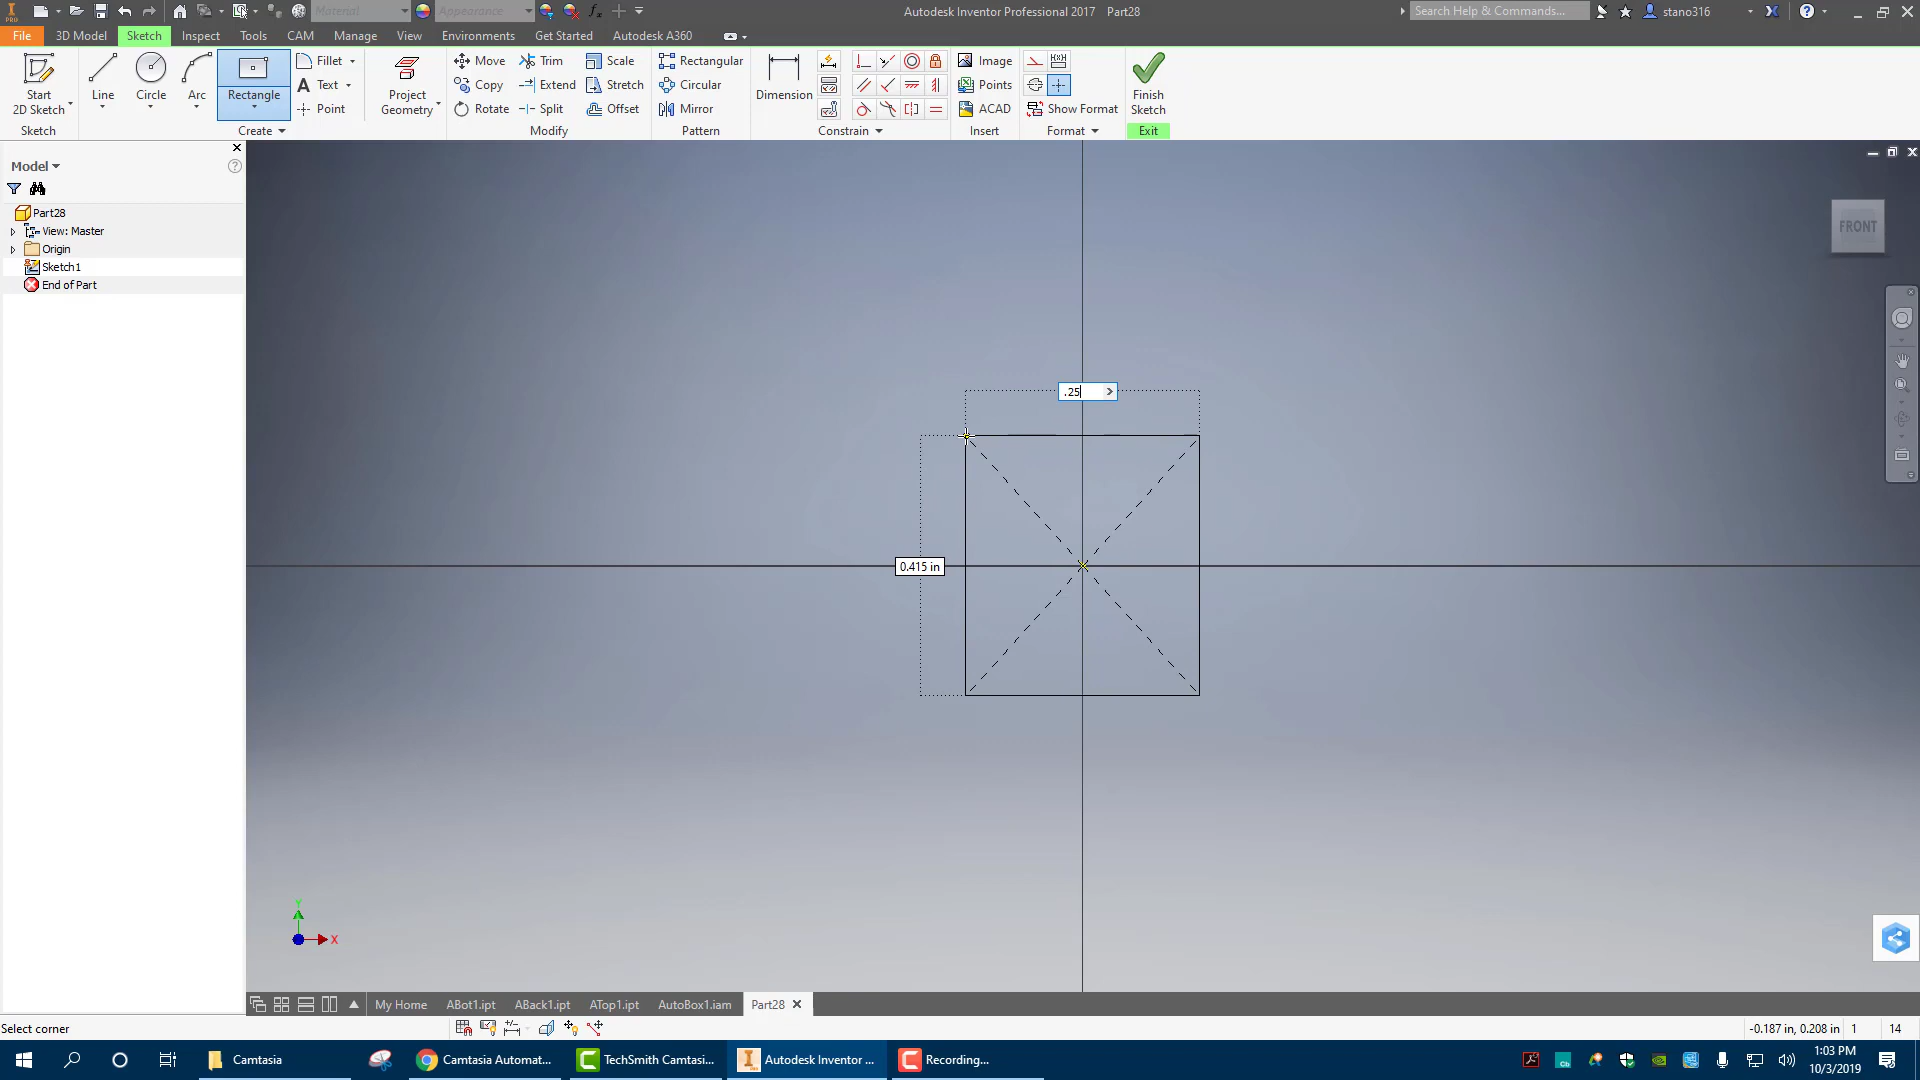 PRO
Material
Appearance
fx
Autodesk Inventor Professional 2017 Part28
Search Help & Commands...
stano316
File
3D Model
Sketch
Inspect
Tools
CAM
Manage
View
Environments
Get Started
Autodesk A360
Start
2D Sketch
Line
Circle
Arc
Rectangle
Fillet
Text
Point
Project
Geometry
Move
Copy
Rotate
Trim
Extend
Split
Scale
Stretch
Offset
Rectangular
Circular
Mirror
Dimension
Image
Points
ACAD
Show Format
Finish
Sketch
Sketch
Create
Modify
Pattern
Constrain
Insert
Format
Exit
Model
Part28
View: Master
Origin
Sketch1
End of Part
FRONT
.25
0.415 in
Y
X
My Home
ABot1.ipt
ABack1.ipt
ATop1.ipt
AutoBox1.iam
Part28
Select corner
-0.187 in, 0.208 in
1
14
Camtasia
Camtasia Automat...
TechSmith Camtasi...
Autodesk Inventor ...
Recording...
1:03 PM
10/3/2019